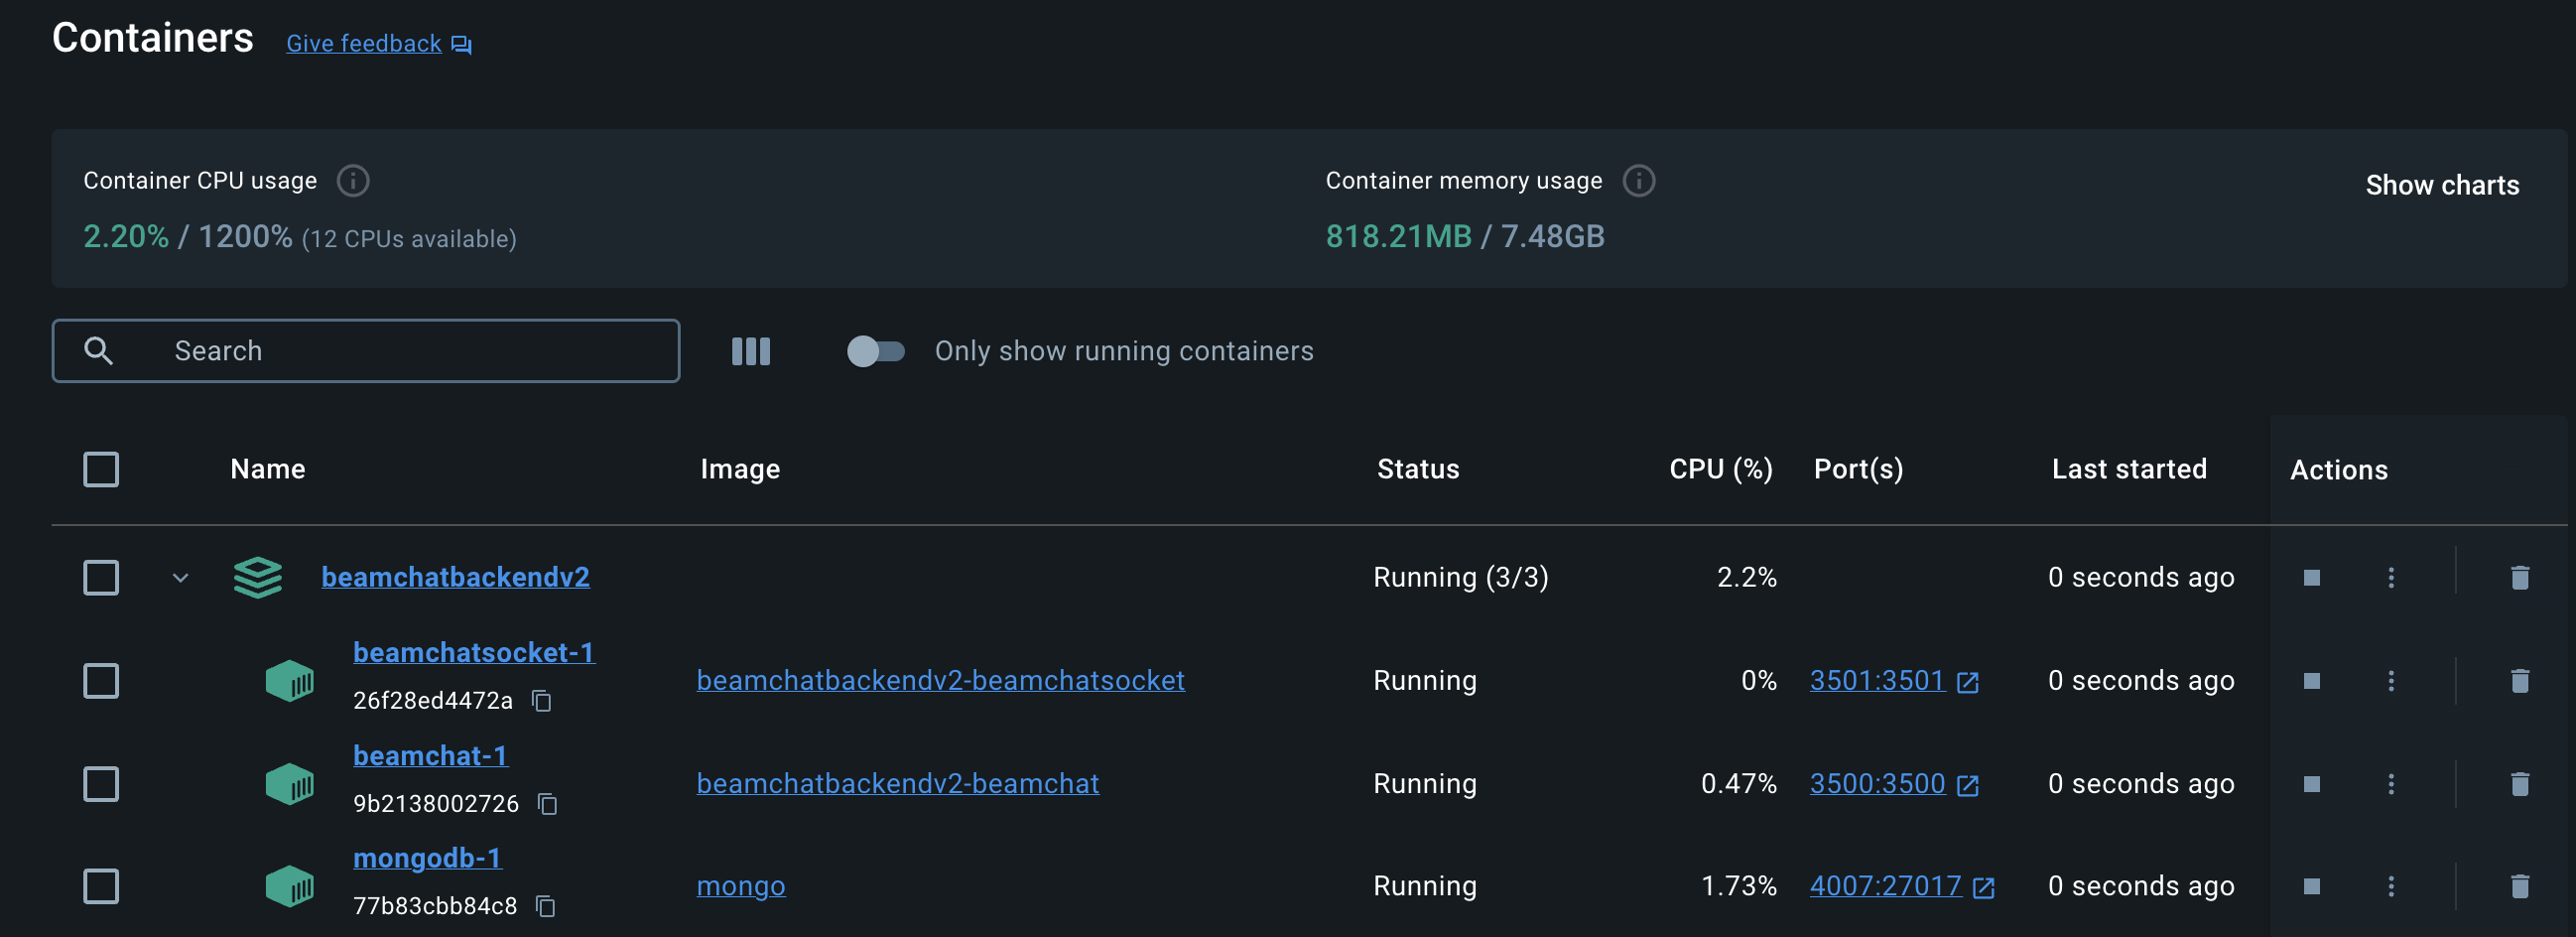 Containers Give feedback
Container CPU usage
2.20% / 1200% (12 CPUs available)
Container memory usage
818.21MB / 7.48GB
Show charts
Search
Only show running containers
Name Image Status CPU (%) Port(s) Last started Actions
beamchatbackendv2 Running (3/3) 2.2% 0 seconds ago
beamchatsocket-1
26f28ed4472a
beamchatbackendv2-beamchatsocket Running 0% 3501:3501 0 seconds ago
beamchat-1
9b2138002726
beamchatbackendv2-beamchat Running 0.47% 3500:3500 0 seconds ago
mongodb-1
77b83cbb84c8
mongo Running 1.73% 4007:27017 0 seconds ago